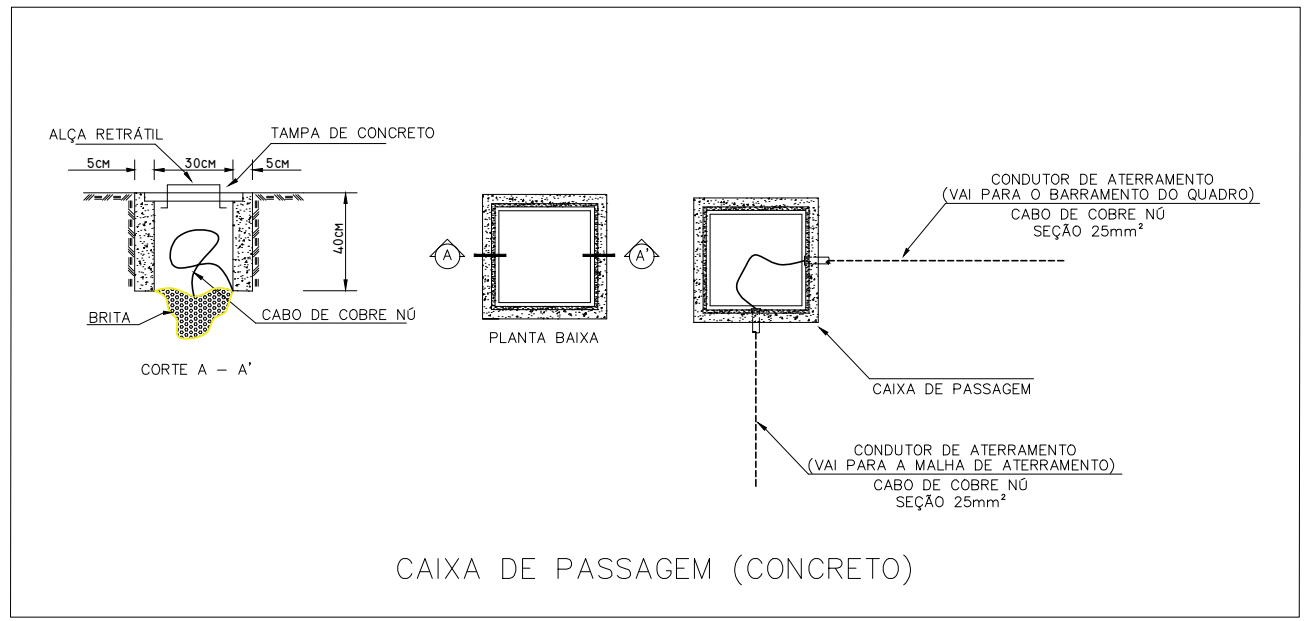 ALÇA RETRÁTIL
TAMPA DE CONCRETO
5CM
30CM
5CM
40CM
BRITA
CABO DE COBRE NÚ
CORTE A - A'
A
A'
PLANTA BAIXA
CONDUTOR DE ATERRAMENTO
(VAI PARA O BARRAMENTO DO QUADRO)
CABO DE COBRE NÚ
SEÇÃO 25mm²
CAIXA DE PASSAGEM
CONDUTOR DE ATERRAMENTO
(VAI PARA A MALHA DE ATERRAMENTO)
CABO DE COBRE NÚ
SEÇÃO 25mm²
CAIXA DE PASSAGEM (CONCRETO)